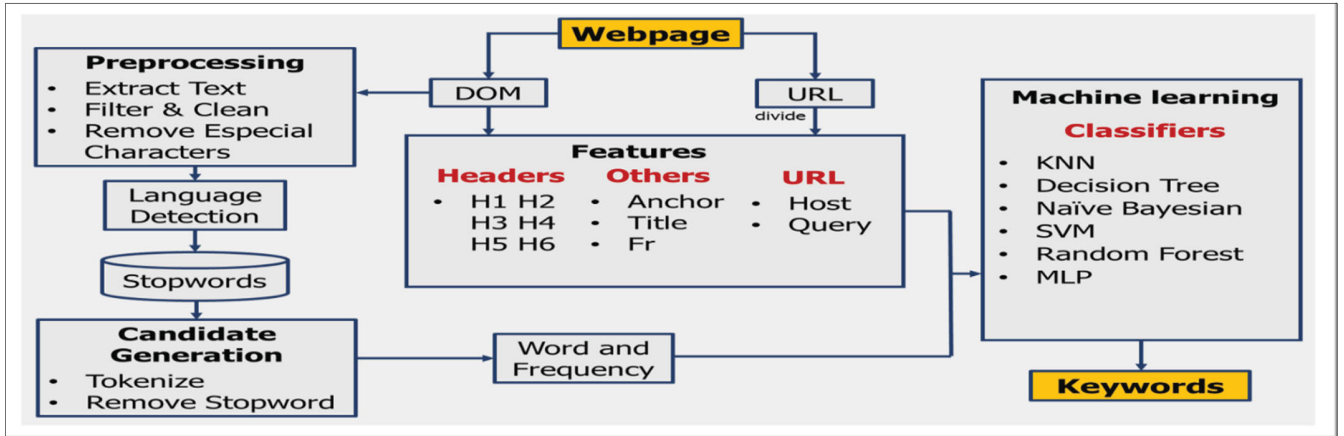 Webpage
Preprocessing
• Extract Text
• Filter & Clean
• Remove Especial
Characters
DOM
URL
divide
Language
Detection
Stopwords
Candidate
Generation
• Tokenize
• Remove Stopword
Features
Headers
• H1 H2
H3 H4
H5 H6
Others
• Anchor
• Title
• Fr
URL
• Host
• Query
Word and
Frequency
Machine learning
Classifiers
• KNN
• Decision Tree
• Naïve Bayesian
• SVM
• Random Forest
• MLP
Keywords